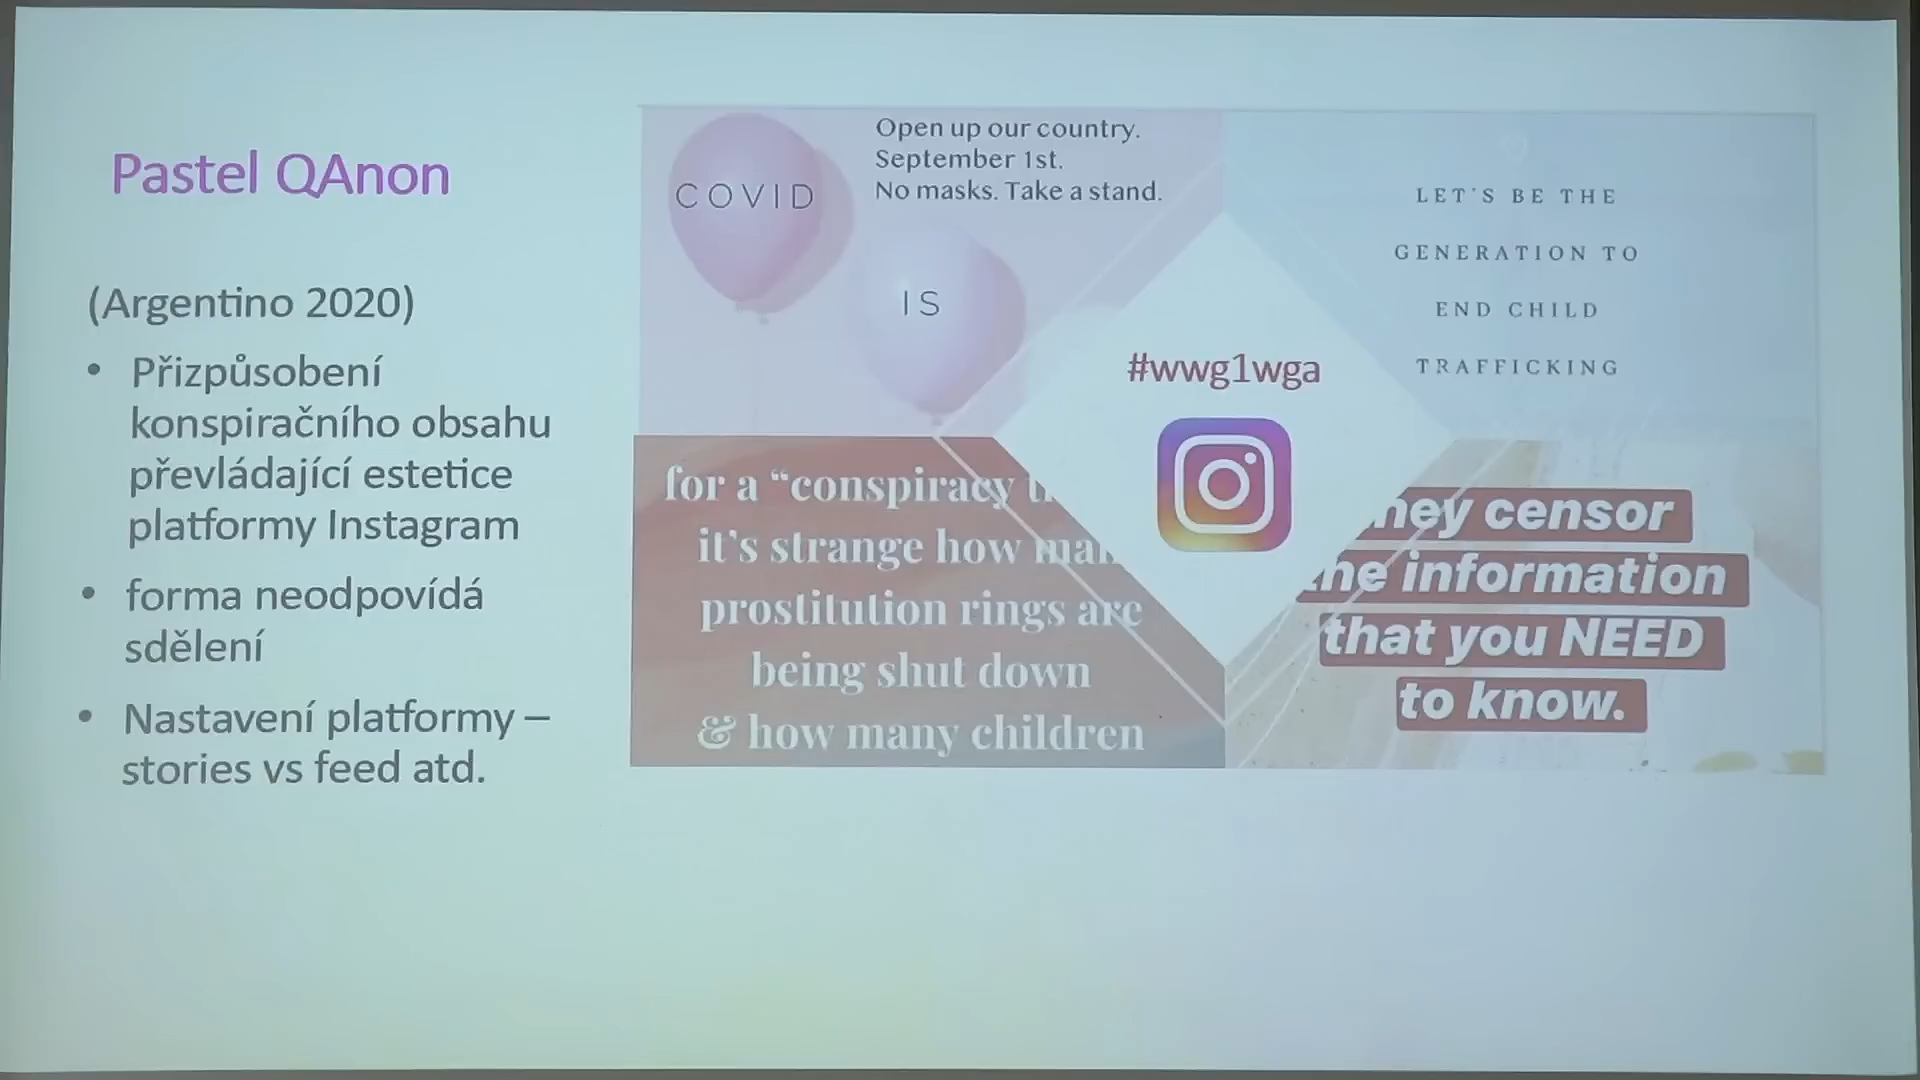 Pastel QAnon
(Argentino 2020)
• Přizpůsobení
konspiračního obsahu
převládající estetice
platformy Instagram
• forma neodpovídá
sdělení
• Nastavení platformy –
stories vs feed atd.
COVID
IS
Open up our country.
September 1st.
No masks. Take a stand.
LET'S BE THE
GENERATION TO
END CHILD
TRAFFICKING
#wwg1wga
for a “conspiracy
it's strange how
prostitution rings are
being shut down
& how many children
censor
information
that you NEED
to know.